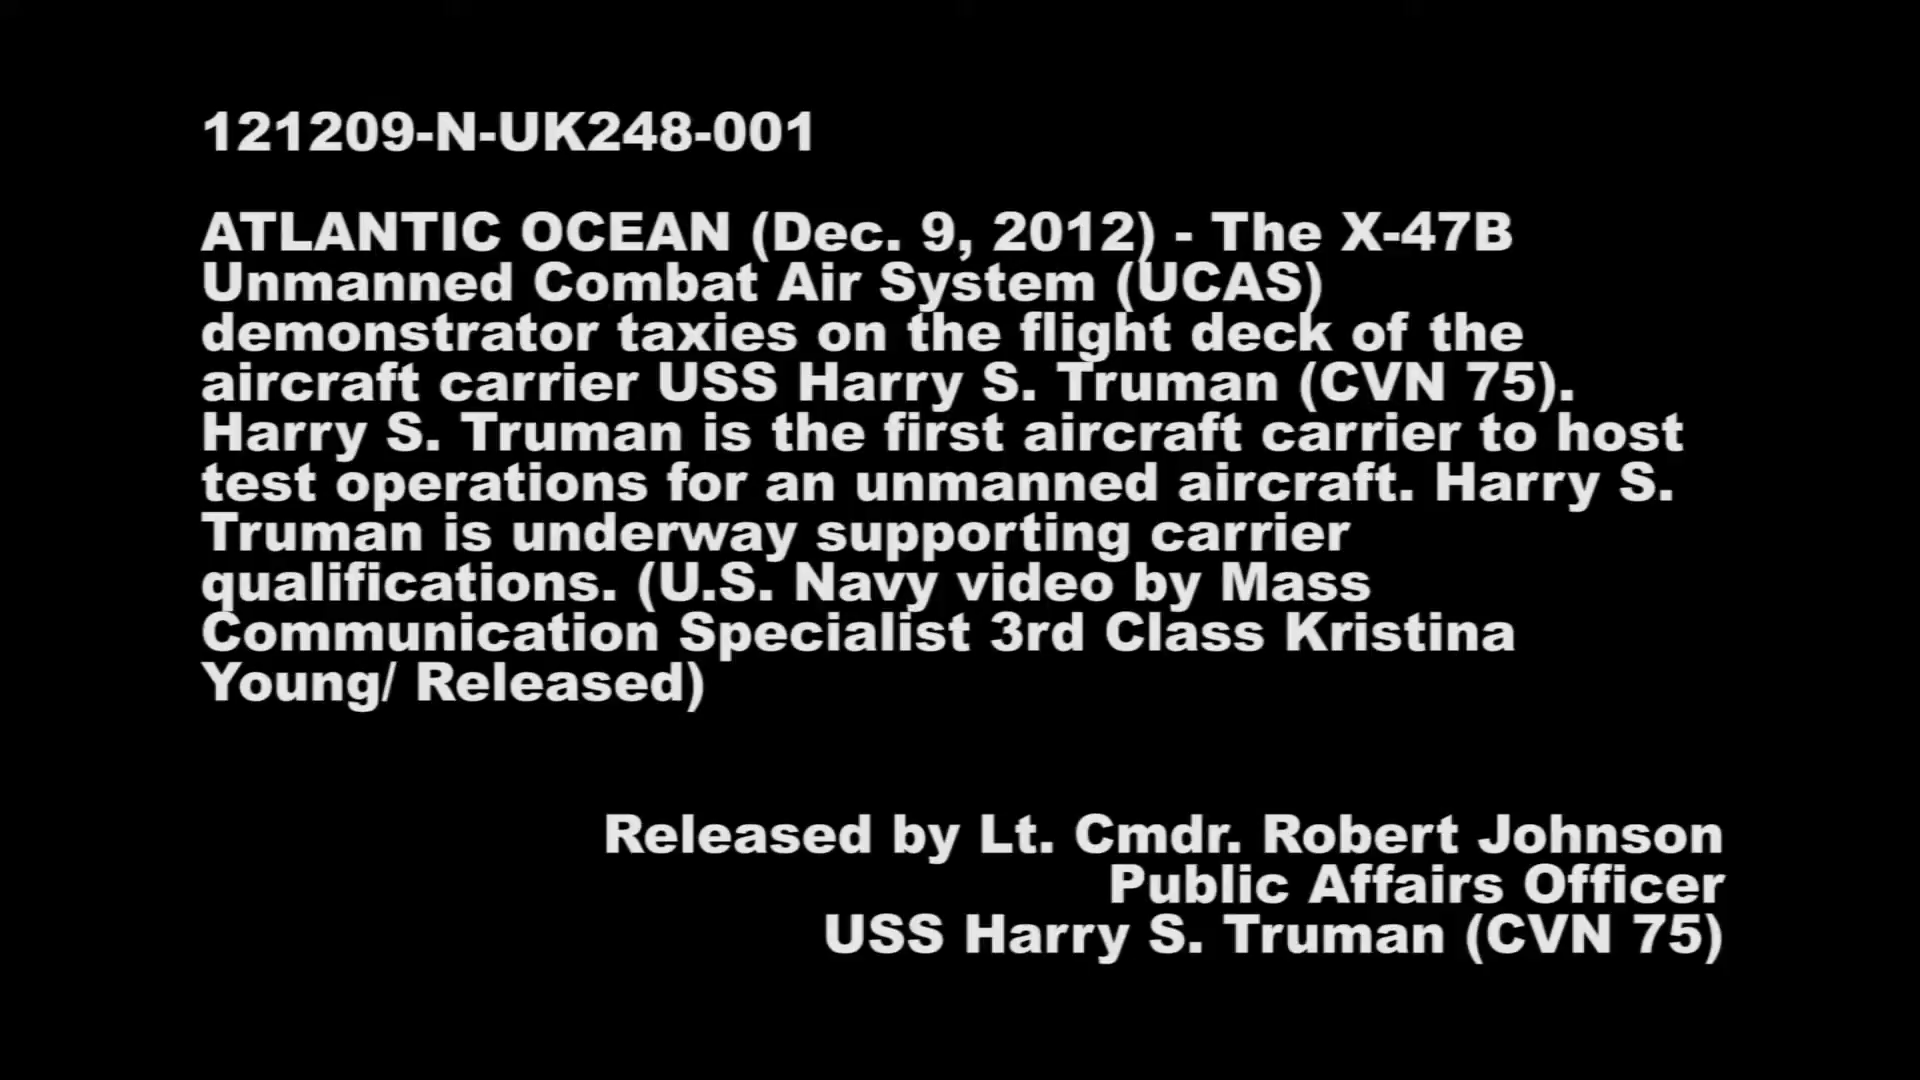 121209-N-UK248-001
ATLANTIC OCEAN (Dec. 9, 2012) - The X-47B
Unmanned Combat Air System (UCAS)
demonstrator taxies on the flight deck of the
aircraft carrier USS Harry S. Truman (CVN 75).
Harry S. Truman is the first aircraft carrier to host
test operations for an unmanned aircraft. Harry S.
Truman is underway supporting carrier
qualifications. (U.S. Navy video by Mass
Communication Specialist 3rd Class Kristina
Young/ Released)
Released by Lt. Cmdr. Robert Johnson
Public Affairs Officer
USS Harry S. Truman (CVN 75)